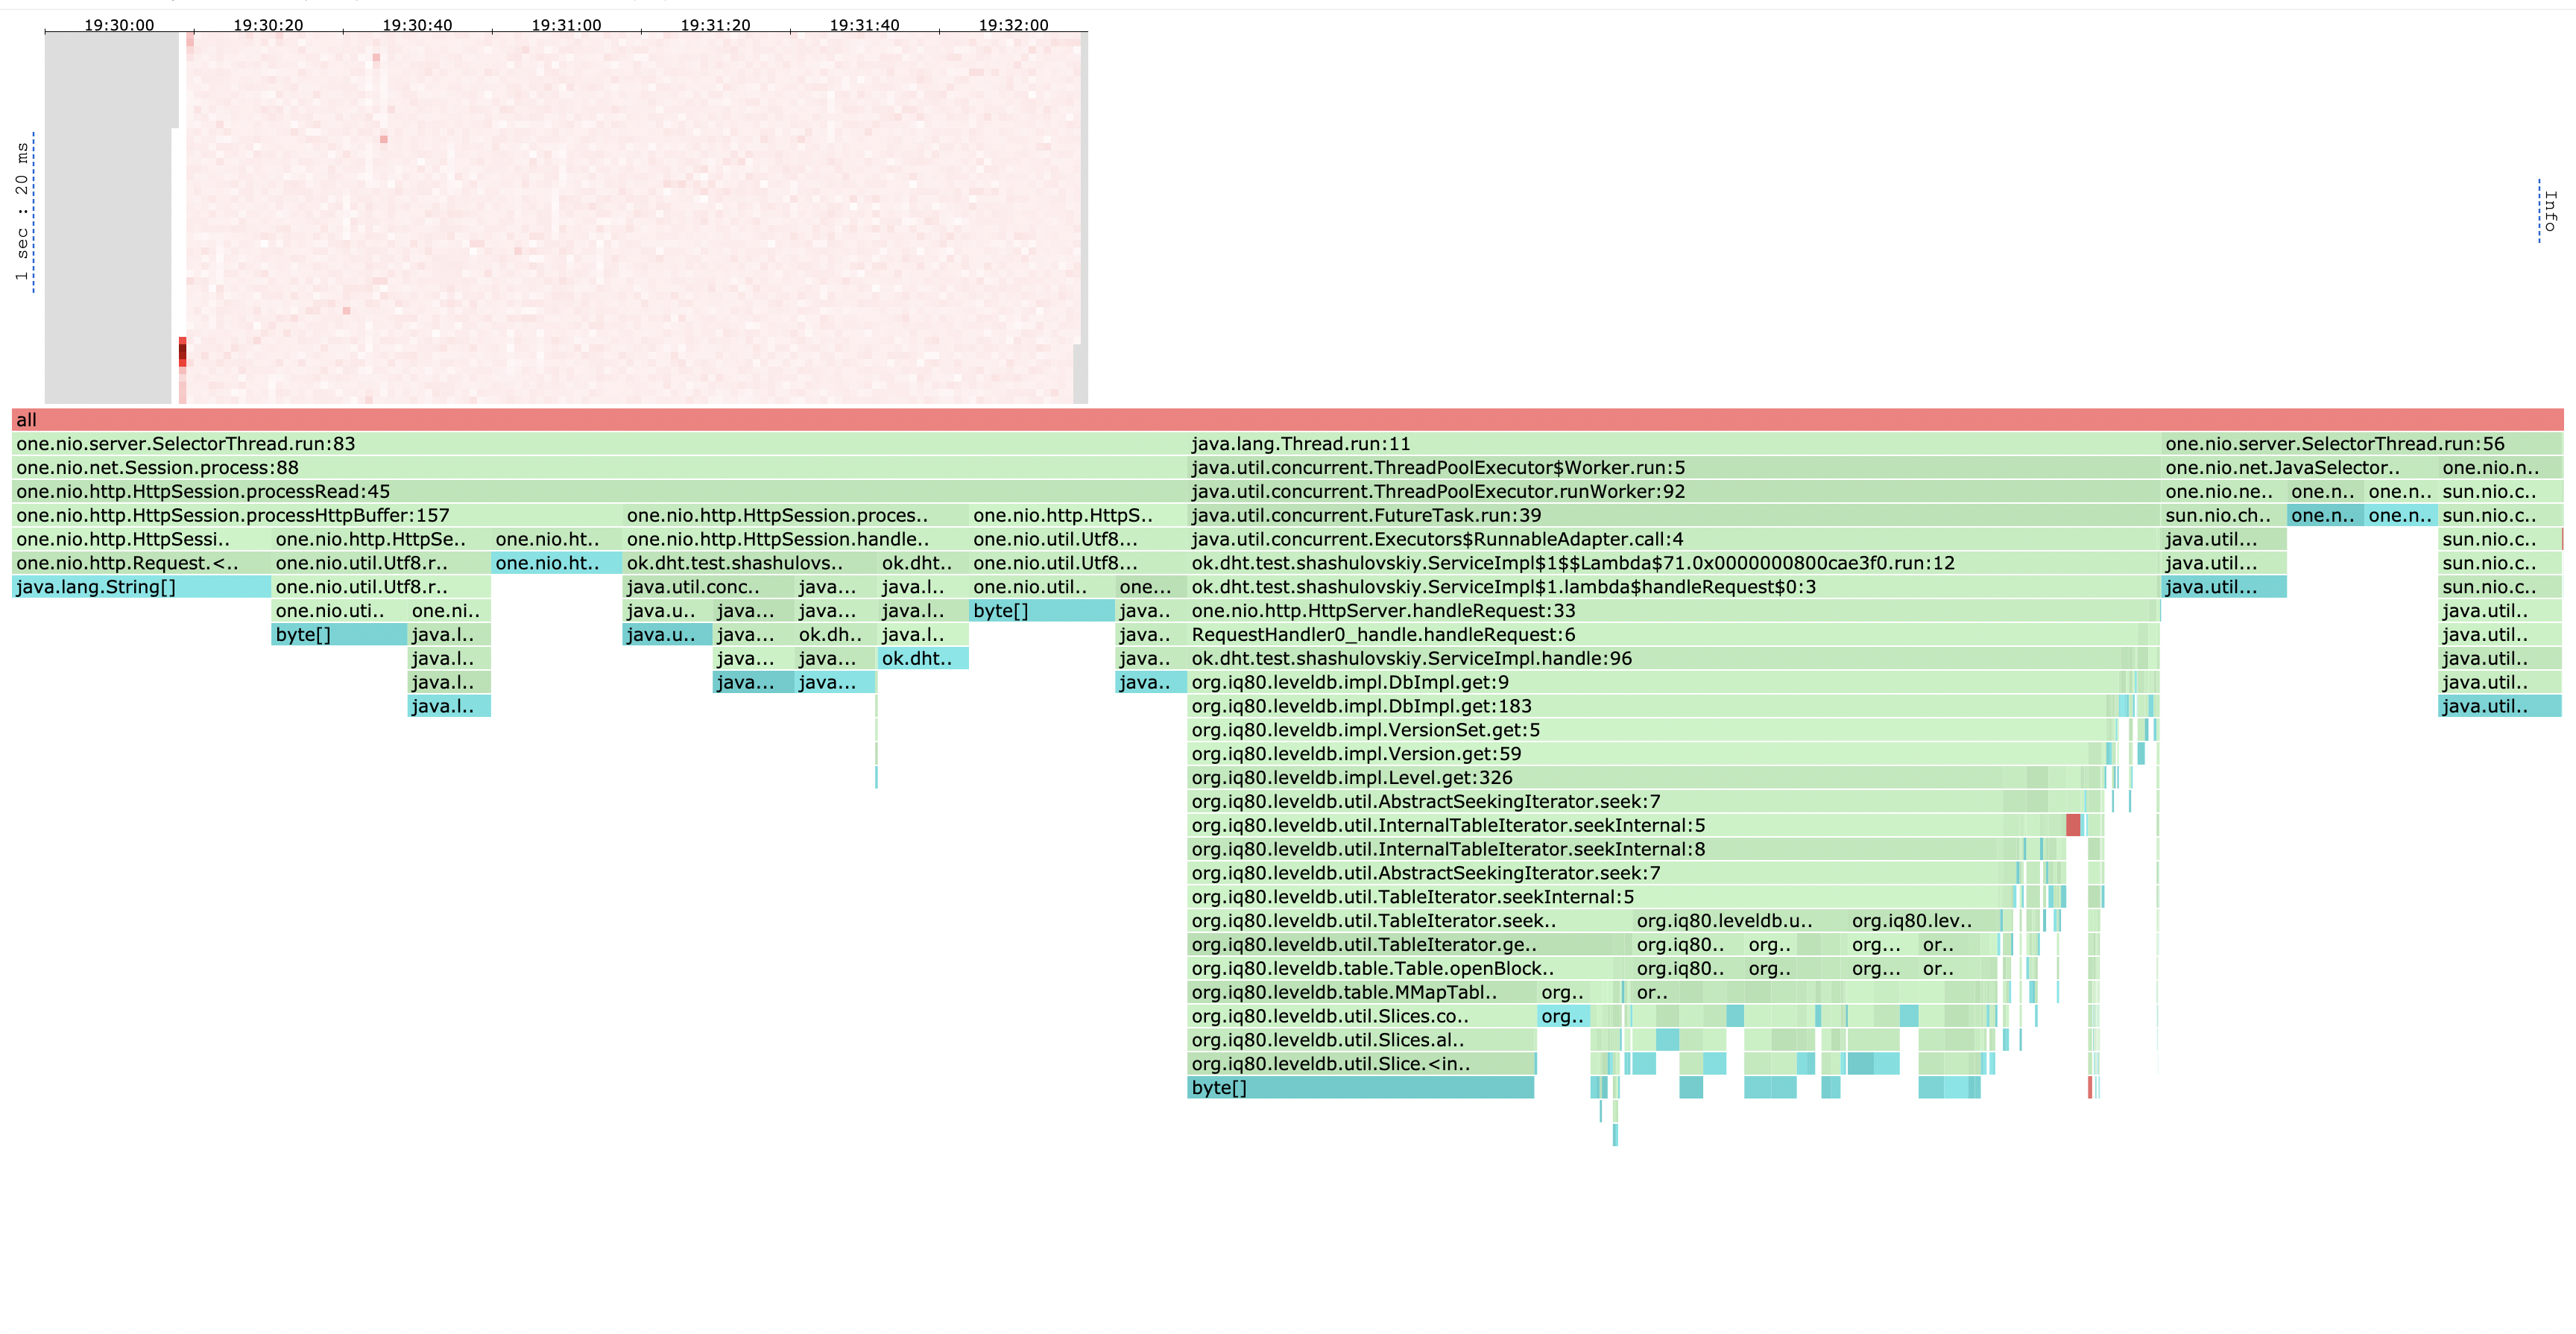 19:30:00 19:30:20 19:30:40 19:31:00 19:31:20 19:31:40 19:32:00
1 sec : 20 ms
Info
all
one.nio.server.SelectorThread.run:83 java.lang.Thread.run:11 one.nio.server.SelectorThread.run:56
one.nio.net.Session.process:88 java.util.concurrent.ThreadPoolExecutor$Worker.run:5 one.nio.net.JavaSelector.. one.nio.n..
one.nio.http.HttpSession.processRead:45 java.util.concurrent.ThreadPoolExecutor.runWorker:92 one.nio.ne.. one.n.. one.n.. sun.nio.c..
one.nio.http.HttpSession.processHttpBuffer:157 one.nio.http.HttpSession.proces.. one.nio.http.HttpS.. java.util.concurrent.FutureTask.run:39 sun.nio.ch.. one.n.. one.n.. sun.nio.c..
one.nio.http.HttpSessi.. one.nio.http.HttpSe.. one.nio.ht.. one.nio.http.HttpSession.handle.. one.nio.util.Utf8... java.util.concurrent.Executors$RunnableAdapter.call:4 java.util... sun.nio.c..
one.nio.http.Request.<.. one.nio.util.Utf8.r.. one.nio.ht.. ok.dht.test.shashulovs.. ok.dht.. one.nio.util.Utf8... ok.dht.test.shashulovskiy.ServiceImpl$1$$Lambda$71.0x0000000800cae3f0.run:12 java.util... sun.nio.c..
java.lang.String[] one.nio.util.Utf8.r.. java.util.conc.. java... java.l.. one.nio.util.. one... ok.dht.test.shashulovskiy.ServiceImpl$1.lambda$handleRequest$0:3 java.util... sun.nio.c..
one.nio.uti.. one.ni.. java.u.. java... java... java.l.. byte[] java.. one.nio.http.HttpServer.handleRequest:33 java.util..
byte[] java.l.. java.u.. java... ok.dh.. java.l.. java.. RequestHandler0_handle.handleRequest:6 java.util..
java.l.. java... java... ok.dht.. java.. ok.dht.test.shashulovskiy.ServiceImpl.handle:96 java.util..
java.l.. java... java... java.. org.iq80.leveldb.impl.DbImpl.get:9 java.util..
java.l.. org.iq80.leveldb.impl.DbImpl.get:183 java.util..
org.iq80.leveldb.impl.VersionSet.get:5
org.iq80.leveldb.impl.Version.get:59
org.iq80.leveldb.impl.Level.get:326
org.iq80.leveldb.util.AbstractSeekingIterator.seek:7
org.iq80.leveldb.util.InternalTableIterator.seekInternal:5
org.iq80.leveldb.util.InternalTableIterator.seekInternal:8
org.iq80.leveldb.util.AbstractSeekingIterator.seek:7
org.iq80.leveldb.util.TableIterator.seekInternal:5
org.iq80.leveldb.util.TableIterator.seek.. org.iq80.leveldb.u.. org.iq80.lev..
org.iq80.leveldb.util.TableIterator.ge.. org.iq80.. org.. org... or..
org.iq80.leveldb.table.Table.openBlock.. org.iq80.. org.. org... or..
org.iq80.leveldb.table.MMapTabl.. org.. or..
org.iq80.leveldb.util.Slices.co.. org..
org.iq80.leveldb.util.Slices.al..
org.iq80.leveldb.util.Slice.<in..
byte[]